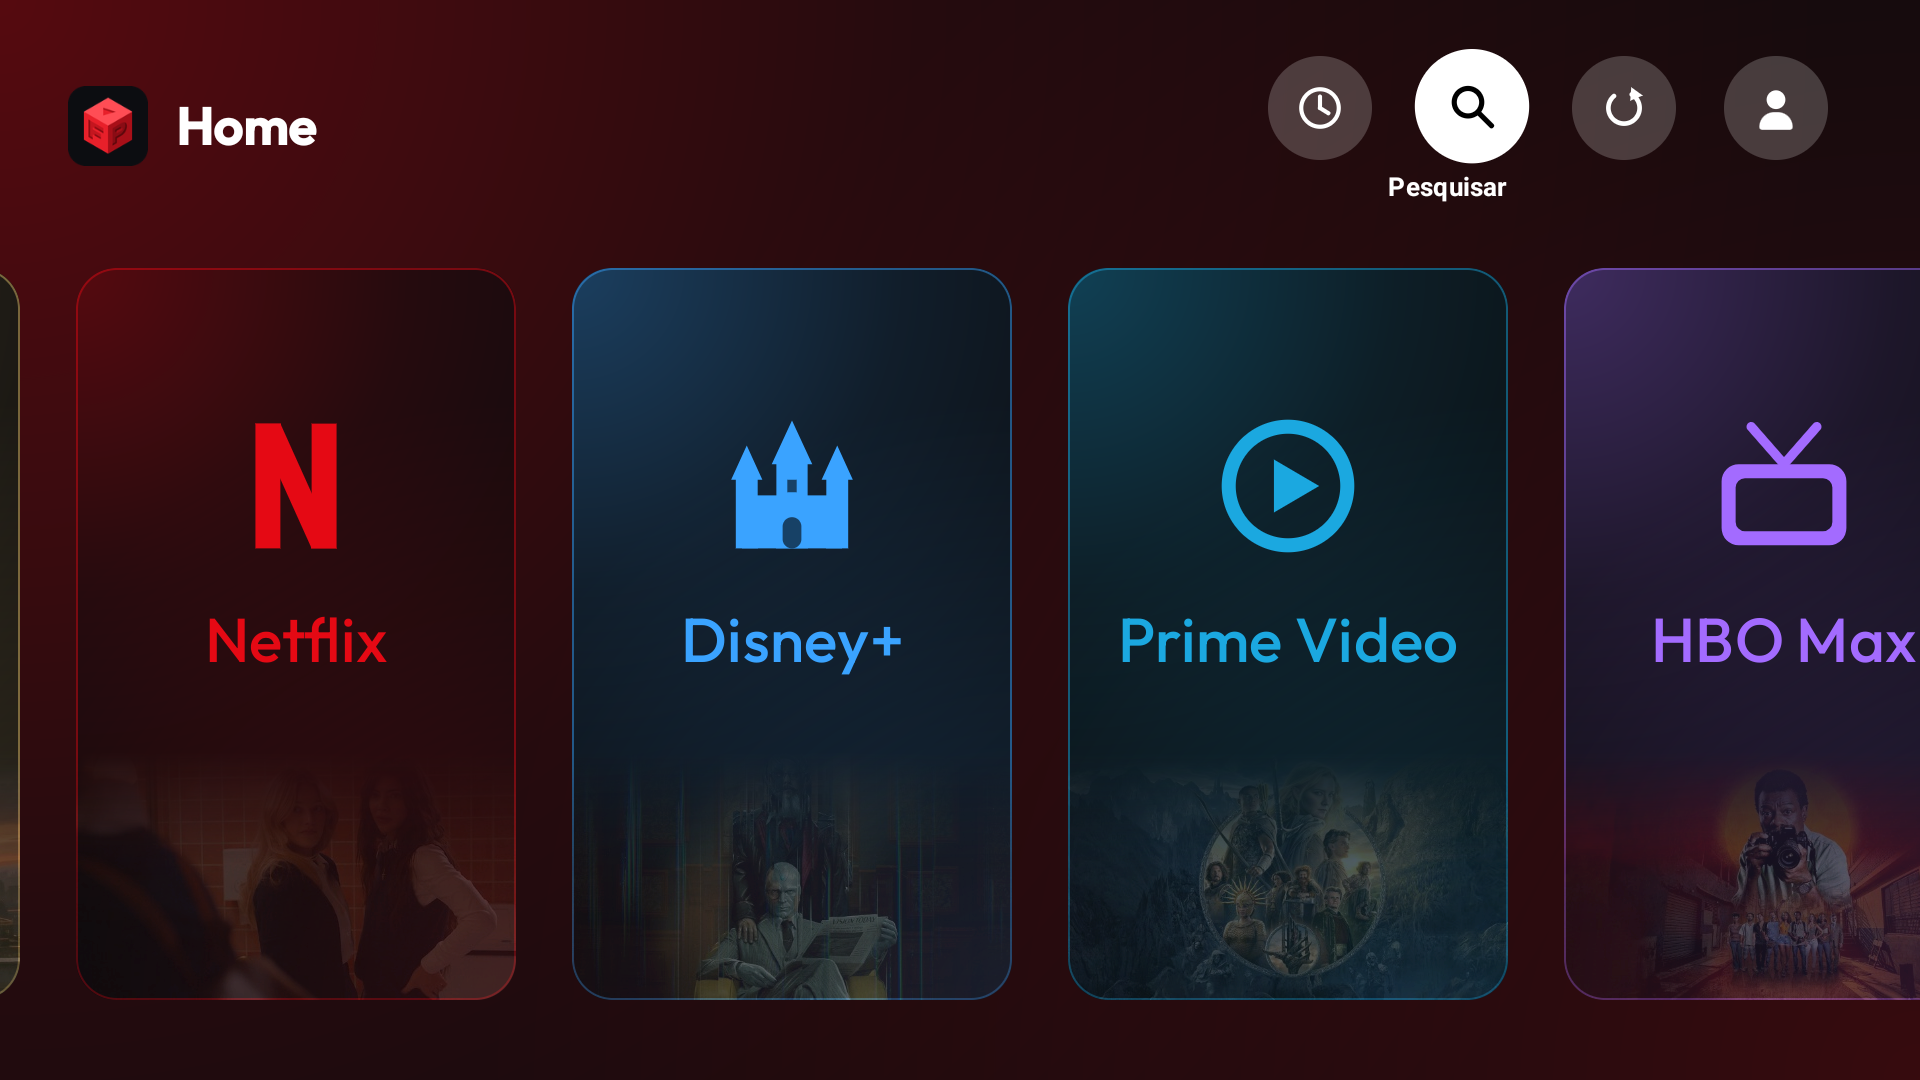 Home
Pesquisar
N
Netflix
Disney+
Prime Video
HBO Max